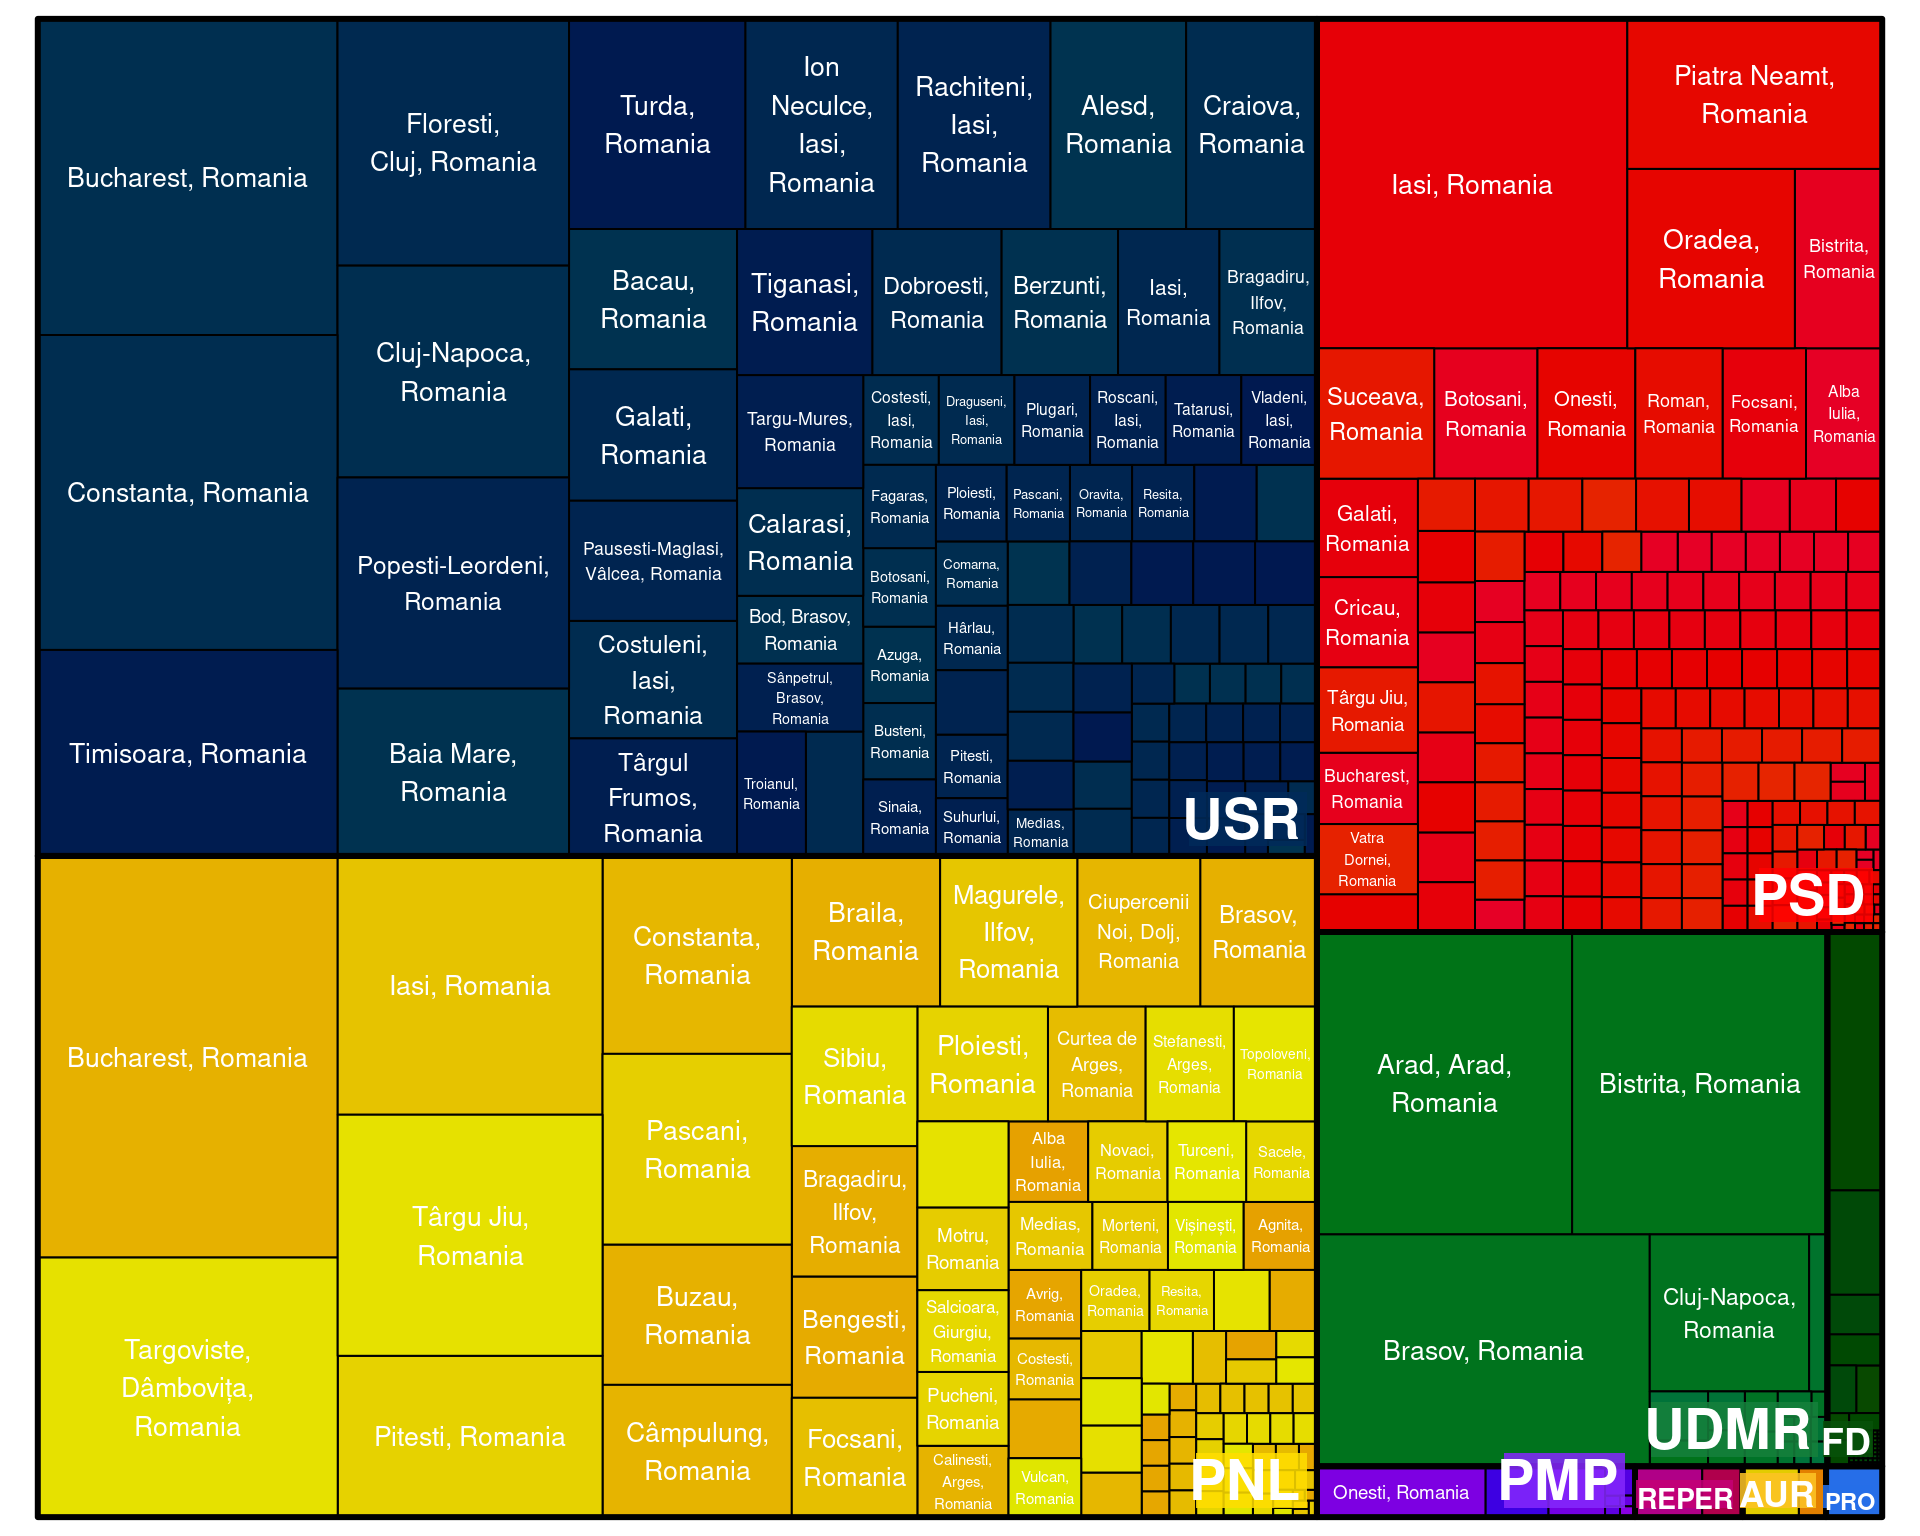 Bucharest, Romania
Constanta, Romania
Timisoara, Romania
Floresti,
Cluj, Romania
Cluj-Napoca,
Romania
Popesti-Leordeni,
Romania
Baia Mare,
Romania
Turda,
Romania
Ion
Neculce,
Iasi,
Romania
Rachiteni,
Iasi,
Romania
Alesd,
Romania
Craiova,
Romania
Bacau,
Romania
Galati,
Romania
Pausesti-Maglasi,
Vâlcea, Romania
Costuleni,
Iasi,
Romania
Târgul
Frumos,
Romania
Tiganasi,
Romania
Dobroesti,
Romania
Berzunti,
Romania
Iasi,
Romania
Bragadiru,
Ilfov,
Romania
Targu-Mures,
Romania
Calarasi,
Romania
Bod, Brasov,
Romania
Sânpetrul,
Brasov,
Romania
Troianul,
Romania
Costesti,
Iasi,
Romania
Draguseni,
Iasi,
Romania
Plugari,
Romania
Roscani,
Iasi,
Romania
Tatarusi,
Romania
Vladeni,
Iasi,
Romania
Fagaras,
Romania
Botosani,
Romania
Azuga,
Romania
Busteni,
Romania
Sinaia,
Romania
Ploiesti,
Romania
Pascani,
Romania
Oravita,
Romania
Resita,
Romania
Comarna,
Romania
Hârlau,
Romania
Pitesti,
Romania
Suhurlui,
Romania
Medias,
Romania
USR
Iasi, Romania
Piatra Neamt,
Romania
Oradea,
Romania
Bistrita,
Romania
Suceava,
Romania
Botosani,
Romania
Onesti,
Romania
Roman,
Romania
Focsani,
Romania
Alba
Iulia,
Romania
Galati,
Romania
Cricau,
Romania
Târgu Jiu,
Romania
Bucharest,
Romania
Vatra
Dornei,
Romania
PSD
Bucharest, Romania
Targoviste,
Dâmbovița,
Romania
Iasi, Romania
Târgu Jiu,
Romania
Pitesti, Romania
Constanta,
Romania
Pascani,
Romania
Buzau,
Romania
Câmpulung,
Romania
Braila,
Romania
Magurele,
Ilfov,
Romania
Ciupercenii
Noi, Dolj,
Romania
Brasov,
Romania
Sibiu,
Romania
Bragadiru,
Ilfov,
Romania
Bengesti,
Romania
Focsani,
Romania
Ploiesti,
Romania
Curtea de
Arges,
Romania
Stefanesti,
Arges,
Romania
Topoloveni,
Romania
Motru,
Romania
Salcioara,
Giurgiu,
Romania
Pucheni,
Romania
Calinesti,
Arges,
Romania
Alba
Iulia,
Romania
Novaci,
Romania
Turceni,
Romania
Sacele,
Romania
Medias,
Romania
Morteni,
Romania
Vișinești,
Romania
Agnita,
Romania
Avrig,
Romania
Oradea,
Romania
Resita,
Romania
Costesti,
Romania
Vulcan,
Romania
PNL
Arad, Arad,
Romania
Bistrita, Romania
Brasov, Romania
Cluj-Napoca,
Romania
UDMR
FD
Onesti, Romania
PMP
REPER
AUR
PRO